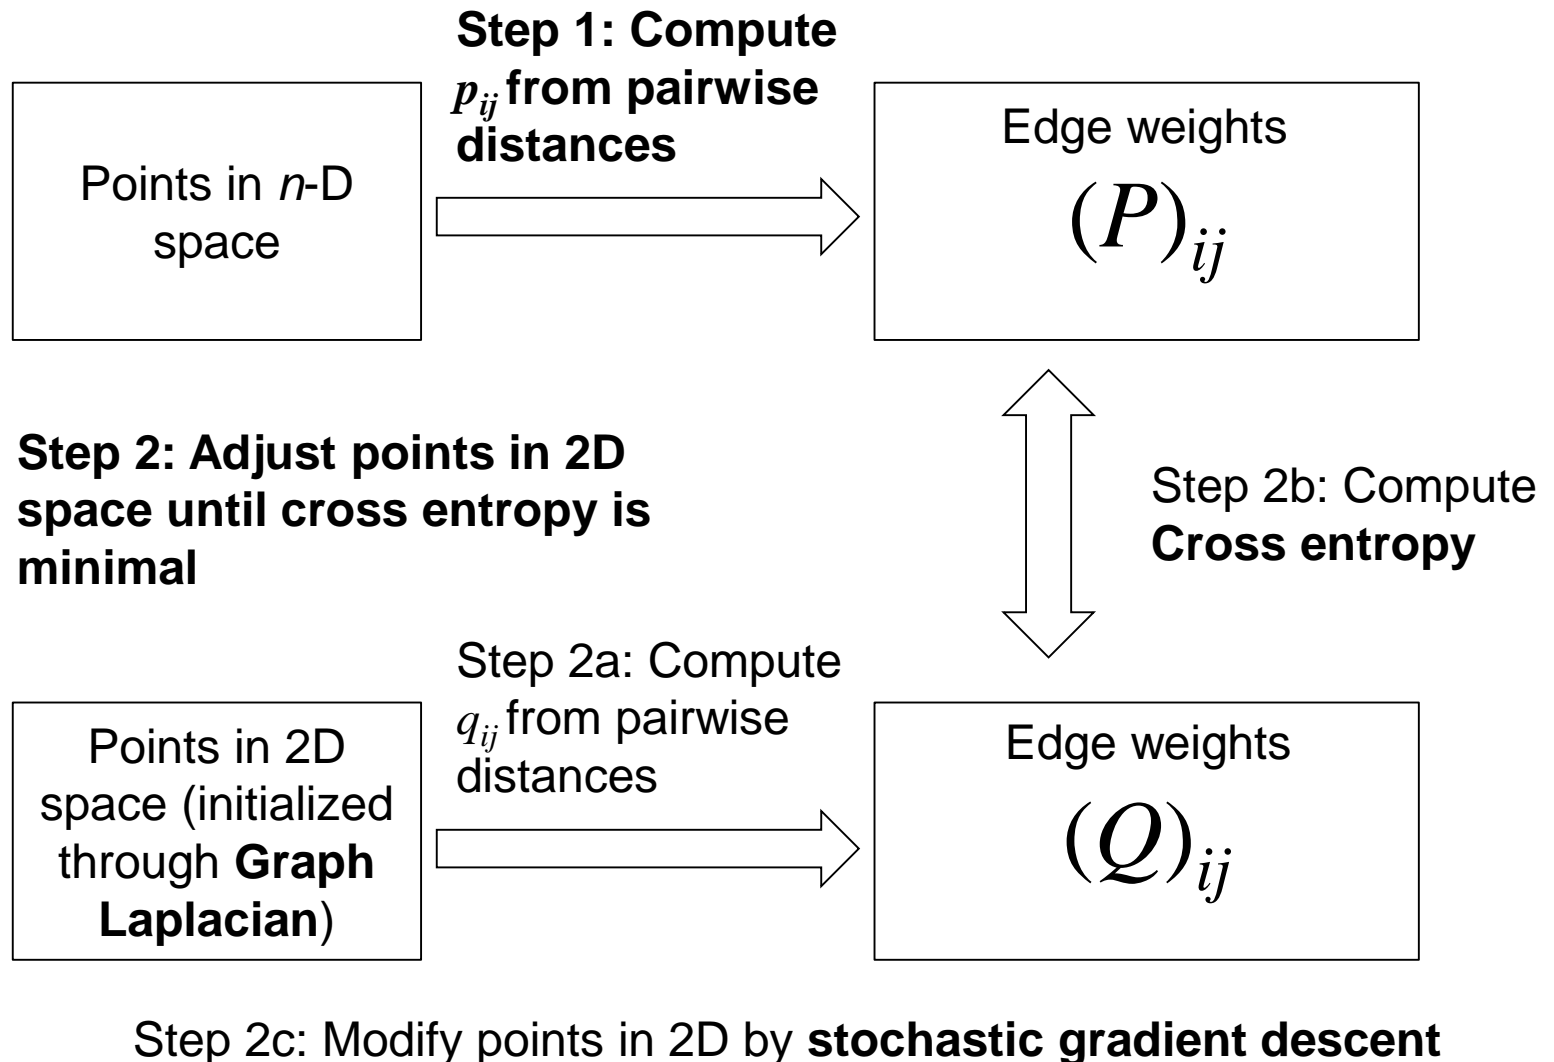 Step 1: Compute
p_ij from pairwise
distances
Points in n-D
space
Edge weights
(P)_ij
Step 2: Adjust points in 2D
space until cross entropy is
minimal
Step 2b: Compute
Cross entropy
Step 2a: Compute
q_ij from pairwise
distances
Points in 2D
space (initialized
through Graph
Laplacian)
Edge weights
(Q)_ij
Step 2c: Modify points in 2D by stochastic gradient descent